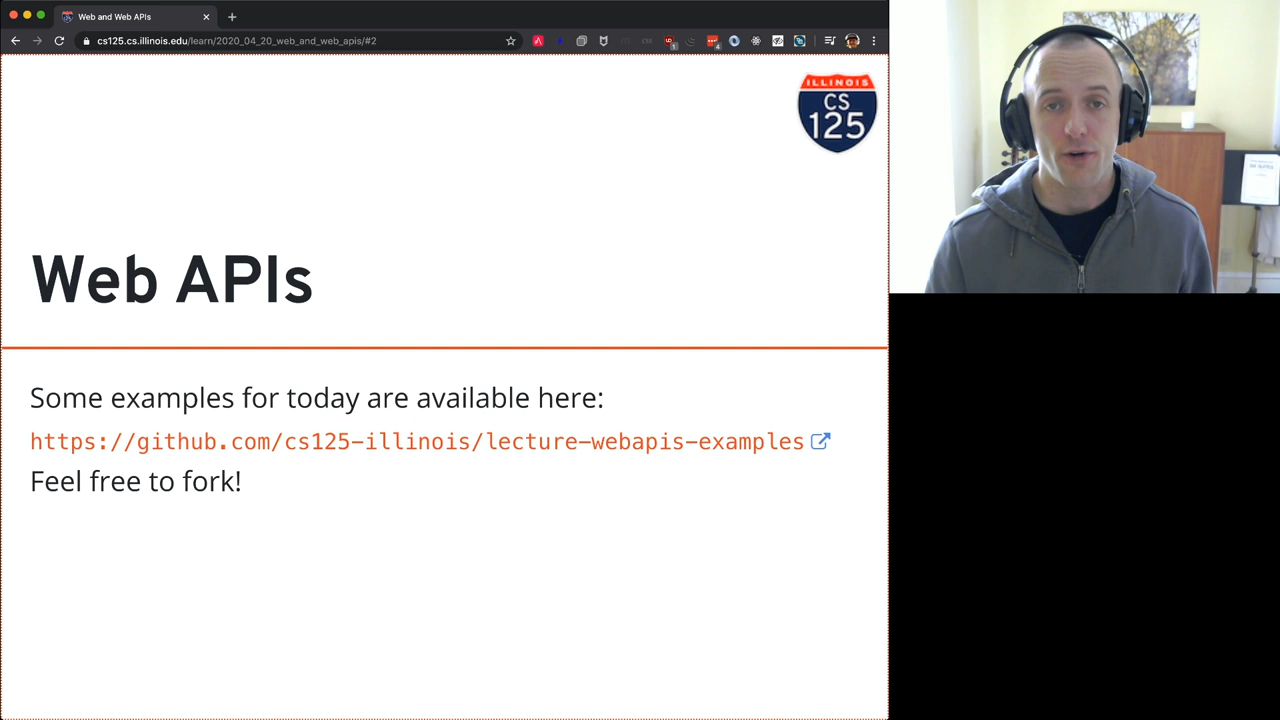 Web and Web APIs
cs125.cs.illinois.edu/learn/2020_04_20_web_and_web_apis/#2
ILLINOIS
CS
125
Web APIs
Some examples for today are available here:
https://github.com/cs125-illinois/lecture-webapis-examples
Feel free to fork!